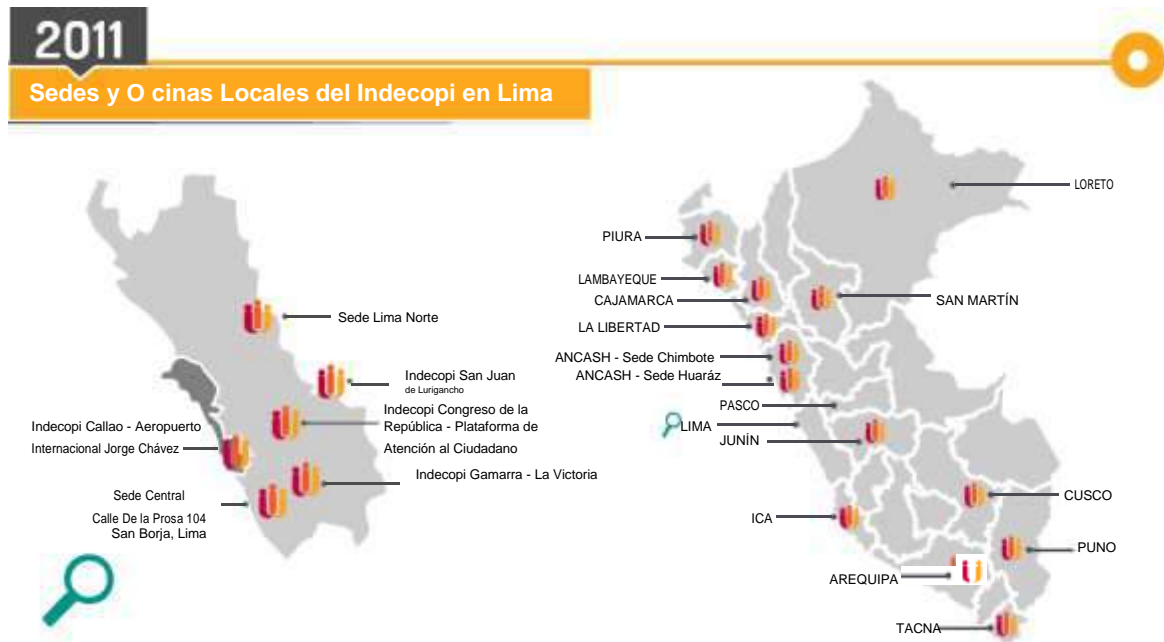 2011
Sedes y O cinas Locales del Indecopi en Lima
Sede Lima Norte
Indecopi San Juan
de Lurigancho
Indecopi Congreso de la
República - Plataforma de
Atención al Ciudadano
Indecopi Callao - Aeropuerto
Internacional Jorge Chávez
Indecopi Gamarra - La Victoria
Sede Central
Calle De la Prosa 104
San Borja, Lima
LORETO
PIURA
LAMBAYEQUE
CAJAMARCA
SAN MARTÍN
LA LIBERTAD
ANCASH - Sede Chimbote
ANCASH - Sede Huaráz
PASCO
LIMA
JUNÍN
CUSCO
ICA
PUNO
AREQUIPA
TACNA